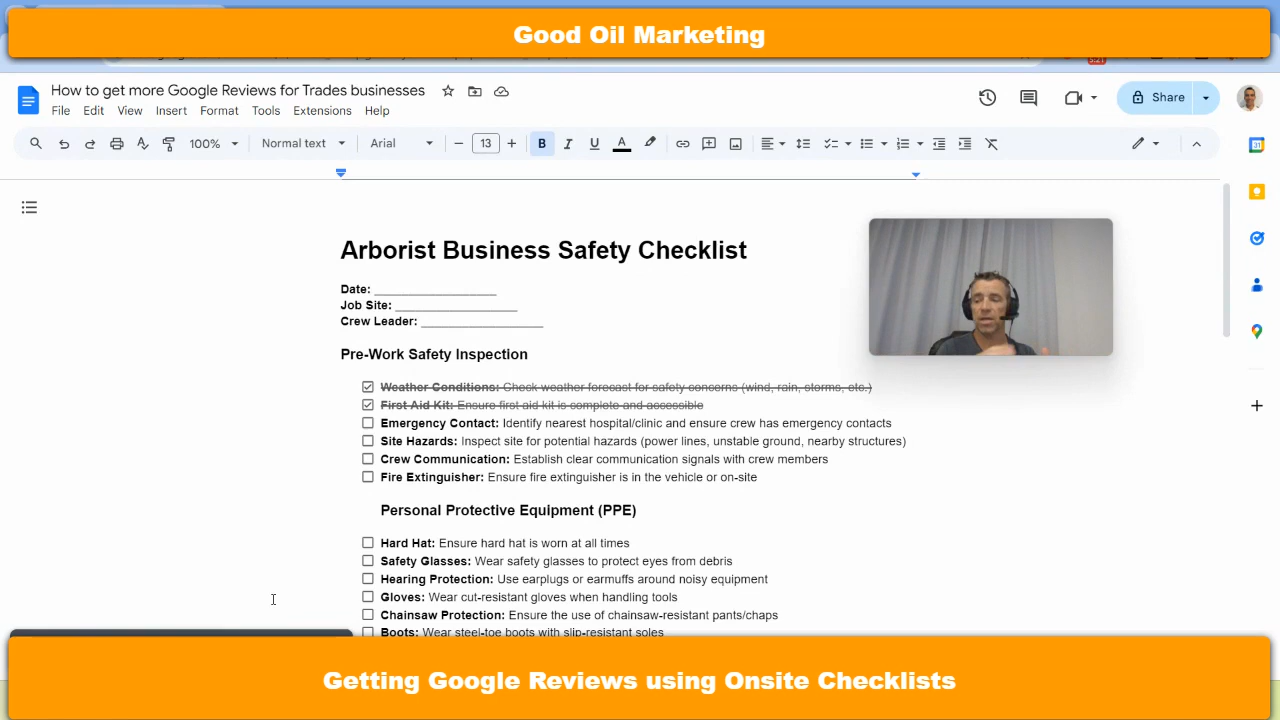 Good Oil Marketing
How to get more Google Reviews for Trades businesses
File Edit View Insert Format Tools Extensions Help
Share
100% Normal text Arial 13 B I U A
Arborist Business Safety Checklist
Date: ___________________
Job Site: ___________________
Crew Leader: ___________________
Pre-Work Safety Inspection
Weather Conditions: Check weather forecast for safety concerns (wind, rain, storms, etc.)
First Aid Kit: Ensure first aid kit is complete and accessible
Emergency Contact: Identify nearest hospital/clinic and ensure crew has emergency contacts
Site Hazards: Inspect site for potential hazards (power lines, unstable ground, nearby structures)
Crew Communication: Establish clear communication signals with crew members
Fire Extinguisher: Ensure fire extinguisher is in the vehicle or on-site
Personal Protective Equipment (PPE)
Hard Hat: Ensure hard hat is worn at all times
Safety Glasses: Wear safety glasses to protect eyes from debris
Hearing Protection: Use earplugs or earmuffs around noisy equipment
Gloves: Wear cut-resistant gloves when handling tools
Chainsaw Protection: Ensure the use of chainsaw-resistant pants/chaps
Boots: Wear steel-toe boots with slip-resistant soles
Getting Google Reviews using Onsite Checklists